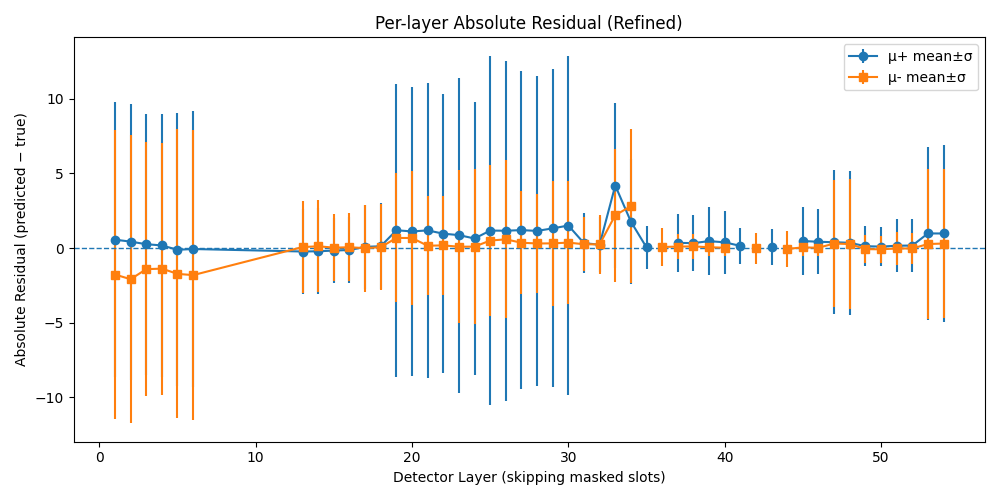 Per-layer Absolute Residual (Refined)
μ+ mean±σ
μ- mean±σ
Absolute Residual (predicted − true)
10
5
0
−5
−10
0
10
20
30
40
50
Detector Layer (skipping masked slots)